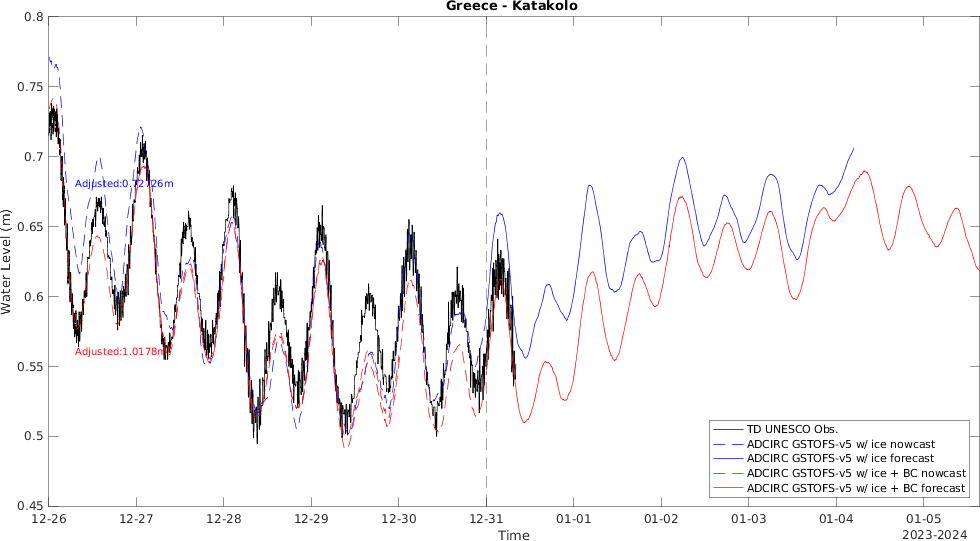 Greece - Katakolo
Water Level (m)
0.8
0.75
0.7
0.65
0.6
0.55
0.5
0.45
Adjusted:0.72726m
Adjusted:1.0178m
TD UNESCO Obs.
ADCIRC GSTOFS-v5 w/ ice nowcast
ADCIRC GSTOFS-v5 w/ ice forecast
ADCIRC GSTOFS-v5 w/ ice + BC nowcast
ADCIRC GSTOFS-v5 w/ ice + BC forecast
12-26 12-27 12-28 12-29 12-30 12-31 01-01 01-02 01-03 01-04 01-05
Time
2023-2024